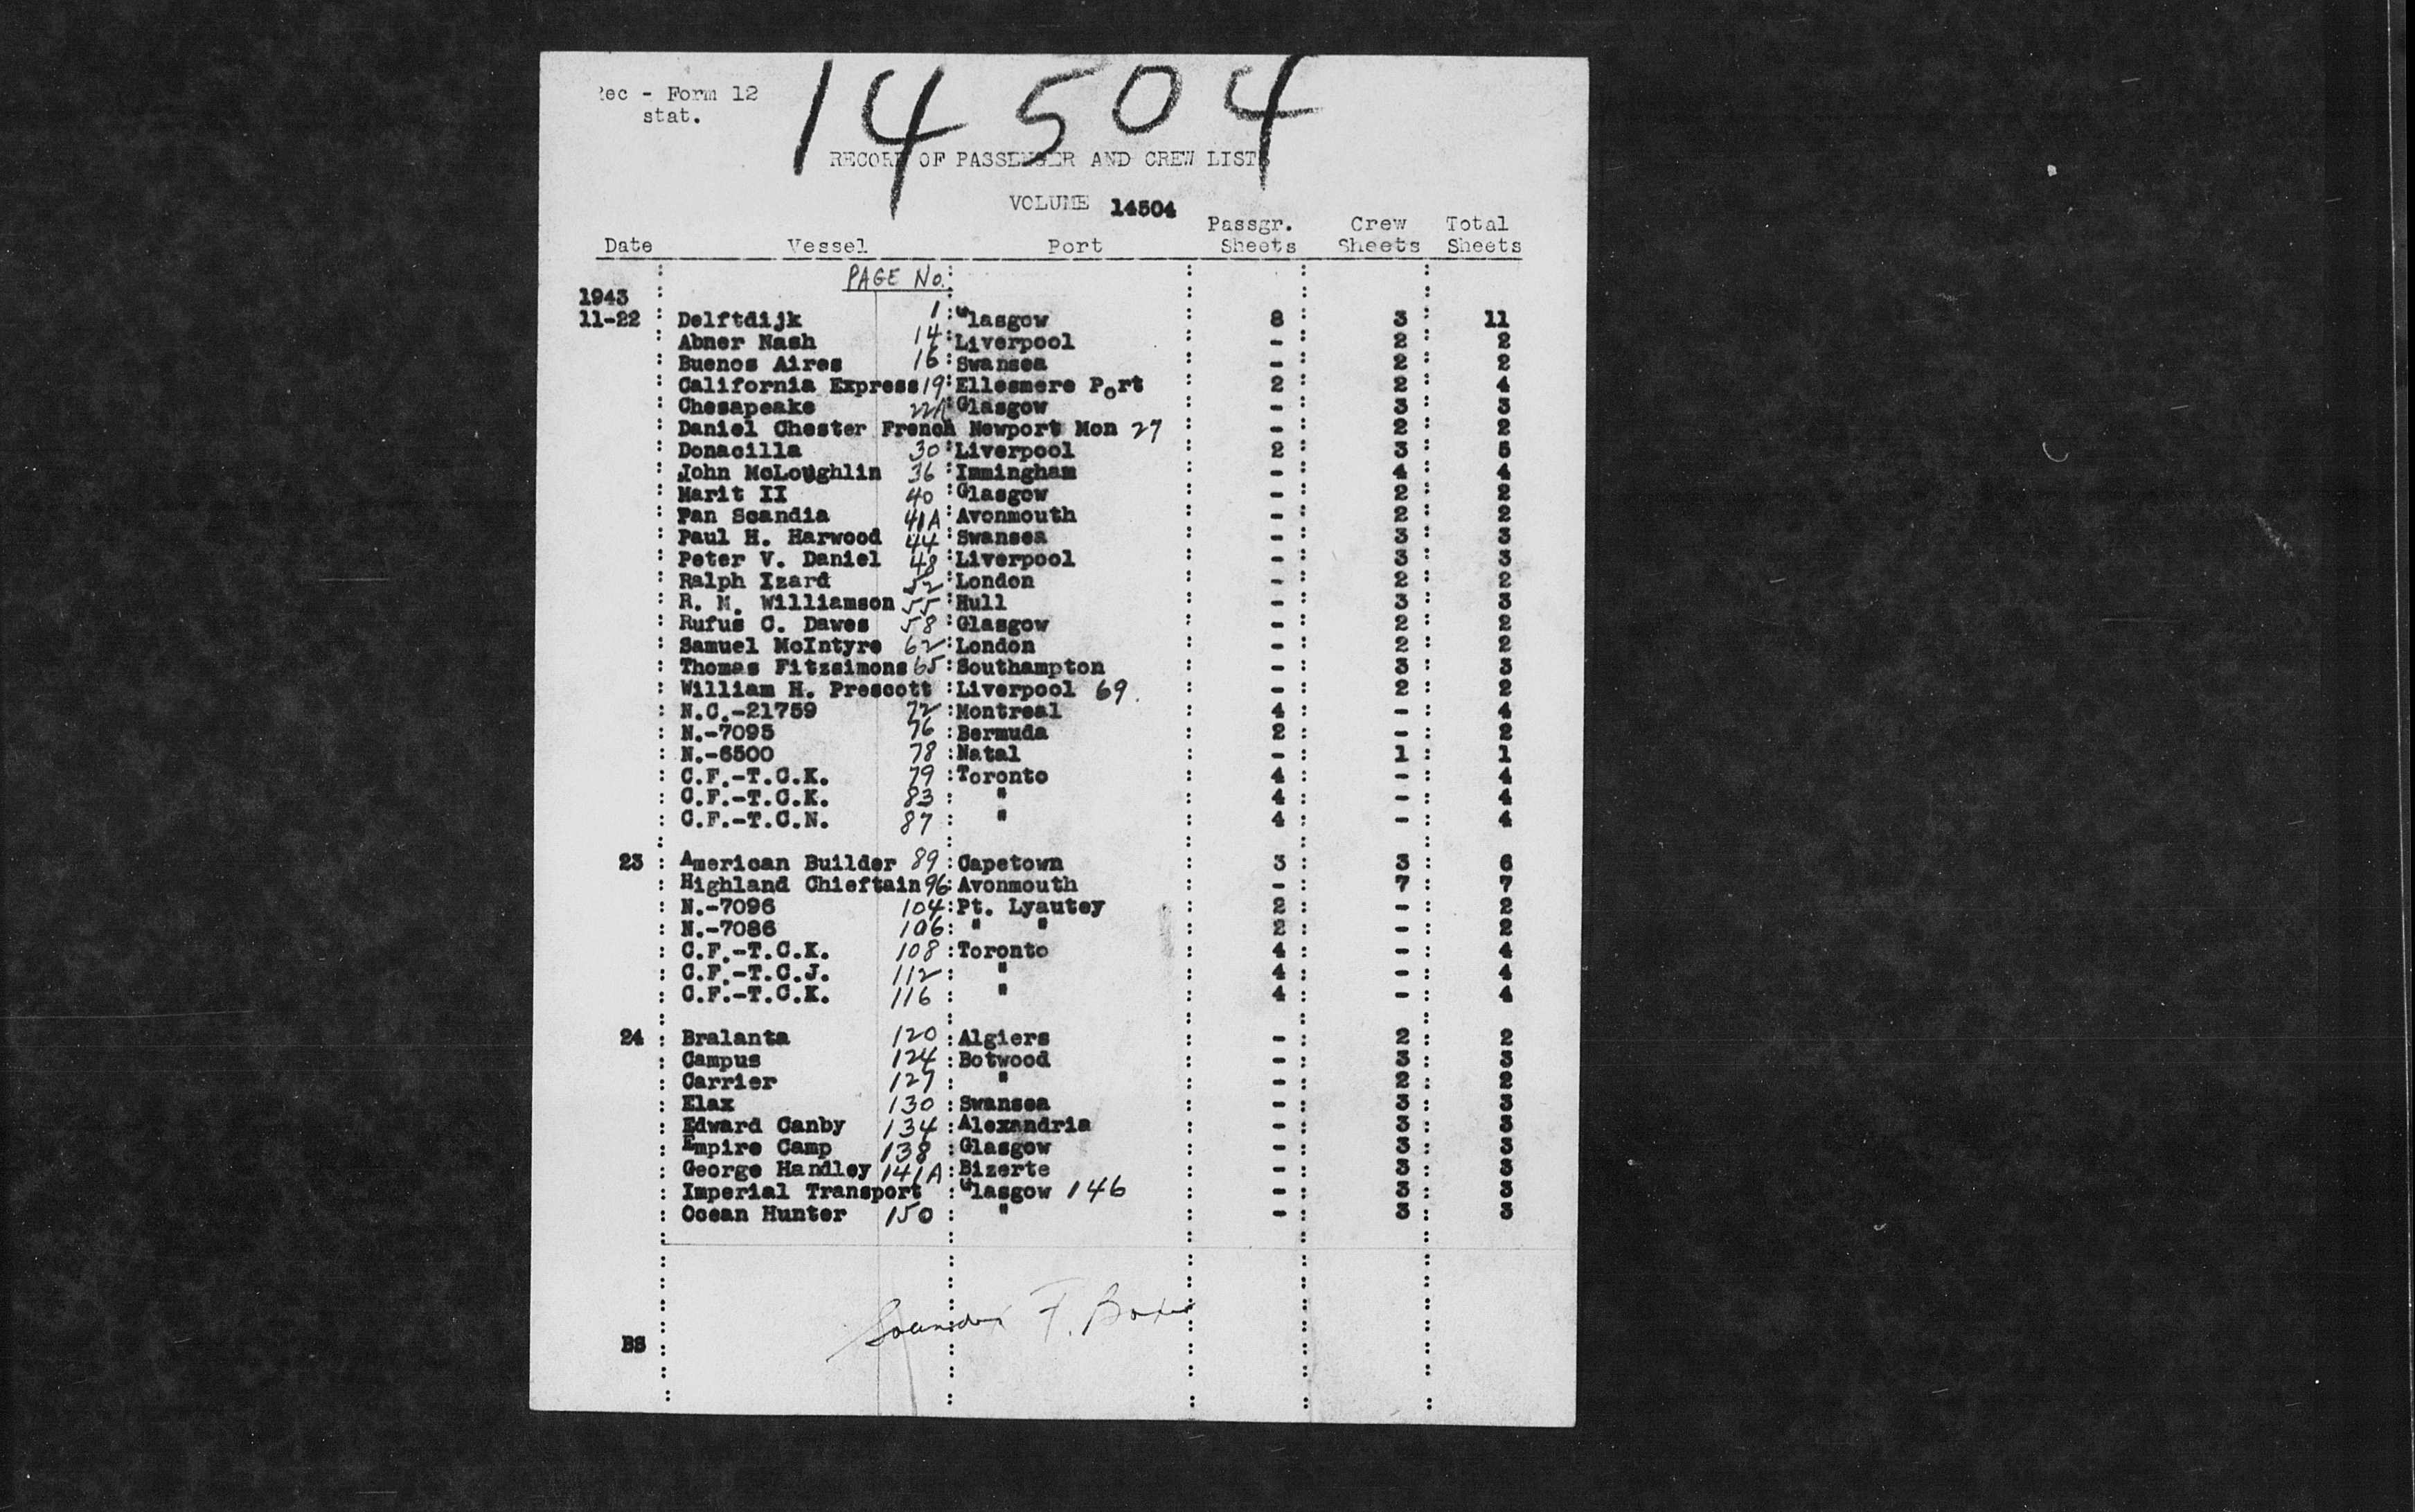 14504
Rec - Form 12
stat.
RECORD OF PASSENGER AND CREW LISTS
VOLUME 14504
Date Vessel Port Passgr. Sheets Crew Sheets Total Sheets
PAGE No.
1943
11-22 Delftdijk 1 Glasgow 8 3 11
Abner Nash 14 Liverpool - 2 2
Buenos Aires 16 Swansea - 2 2
California Express 19 Ellesmere Port 2 2 4
Chesapeake 22A Glasgow - 3 3
Daniel Chester French Newport Mon 27 - 2 2
Donacilla 30 Liverpool 2 3 5
John McLoughlin 36 Immingham - 4 4
Marit II 40 Glasgow - 2 2
Pan Scandia 41A Avonmouth - 2 2
Paul H. Harwood 44 Swansea - 3 3
Peter V. Daniel 48 Liverpool - 3 3
Ralph Izard 52 London - 2 2
R. M. Williamson 55 Hull - 3 3
Rufus C. Dawes 58 Glasgow - 2 2
Samuel McIntyre 62 London - 2 2
Thomas Fitzsimons 65 Southampton - 3 3
William H. Prescott Liverpool 69. - 2 2
N.C.-21759 72 Montreal 4 - 4
N.-7095 76 Bermuda 2 - 2
N.-6500 78 Natal - 1 1
C.F.-T.C.K. 79 Toronto 4 - 4
C.F.-T.C.K. 83 " 4 - 4
C.F.-T.C.N. 87 " 4 - 4
23 American Builder 89 Capetown 3 3 6
Highland Chieftain 96 Avonmouth - 7 7
N.-7096 104 Pt. Lyautey 2 - 2
N.-7086 106 " " 2 - 2
C.F.-T.C.K. 108 Toronto 4 - 4
C.F.-T.C.J. 112 " 4 - 4
C.F.-T.C.K. 116 " 4 - 4
24 Bralanta 120 Algiers - 2 2
Campus 124 Botwood - 3 3
Carrier 127 " - 2 2
Elax 130 Swansea - 3 3
Edward Canby 134 Alexandria - 3 3
Empire Camp 138 Glasgow - 3 3
George Handley 141A Bizerte - 3 3
Imperial Transport Glasgow 146 - 3 3
Ocean Hunter 150 " - 3 3
F.
BS